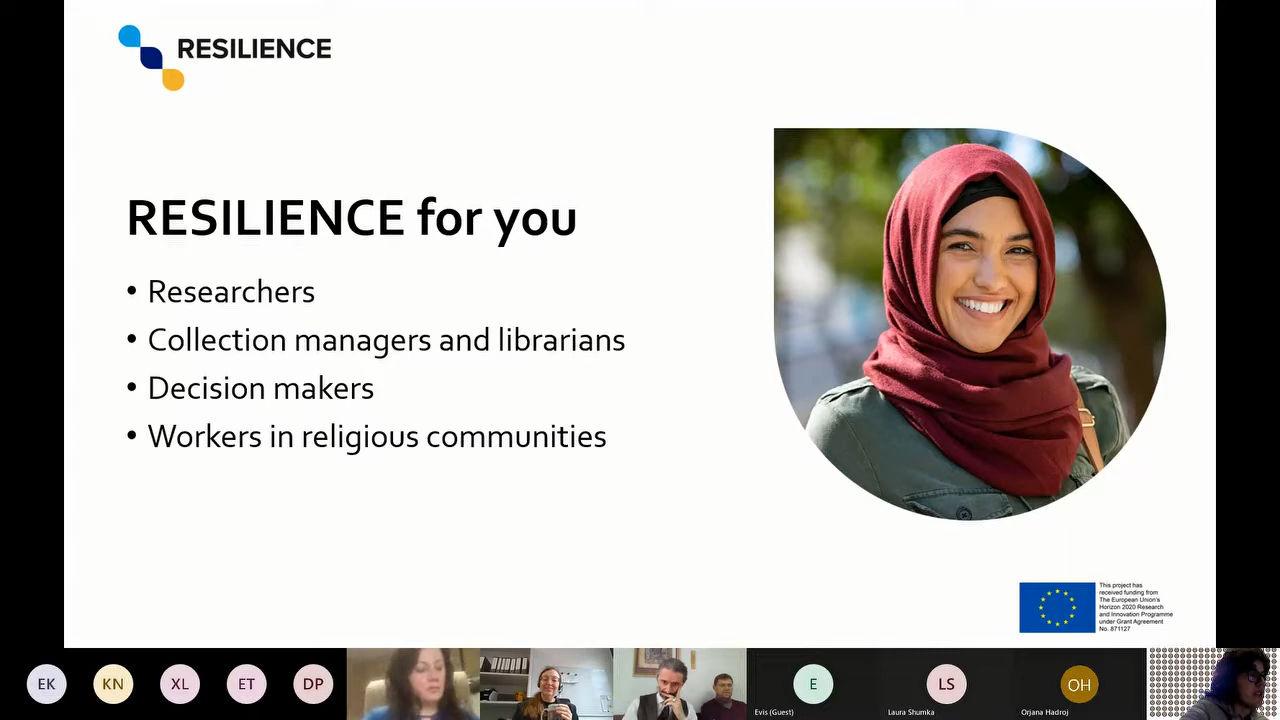 RESILIENCE
RESILIENCE for you
• Researchers
• Collection managers and librarians
• Decision makers
• Workers in religious communities
This project has
received funding from
The European Union's
Horizon 2020 Research
and Innovation Programme
under Grant Agreement
No. 871127
EK
KN
XL
ET
DP
E
LS
OH
Evis (Guest)
Laura Shumka
Orjana Hadroj